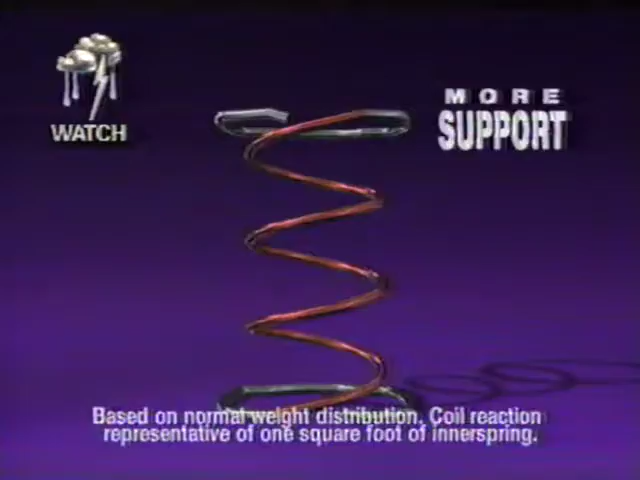 WATCH
MORE
SUPPORT
Based on normal weight distribution. Coil reaction
representative of one square foot of innerspring.